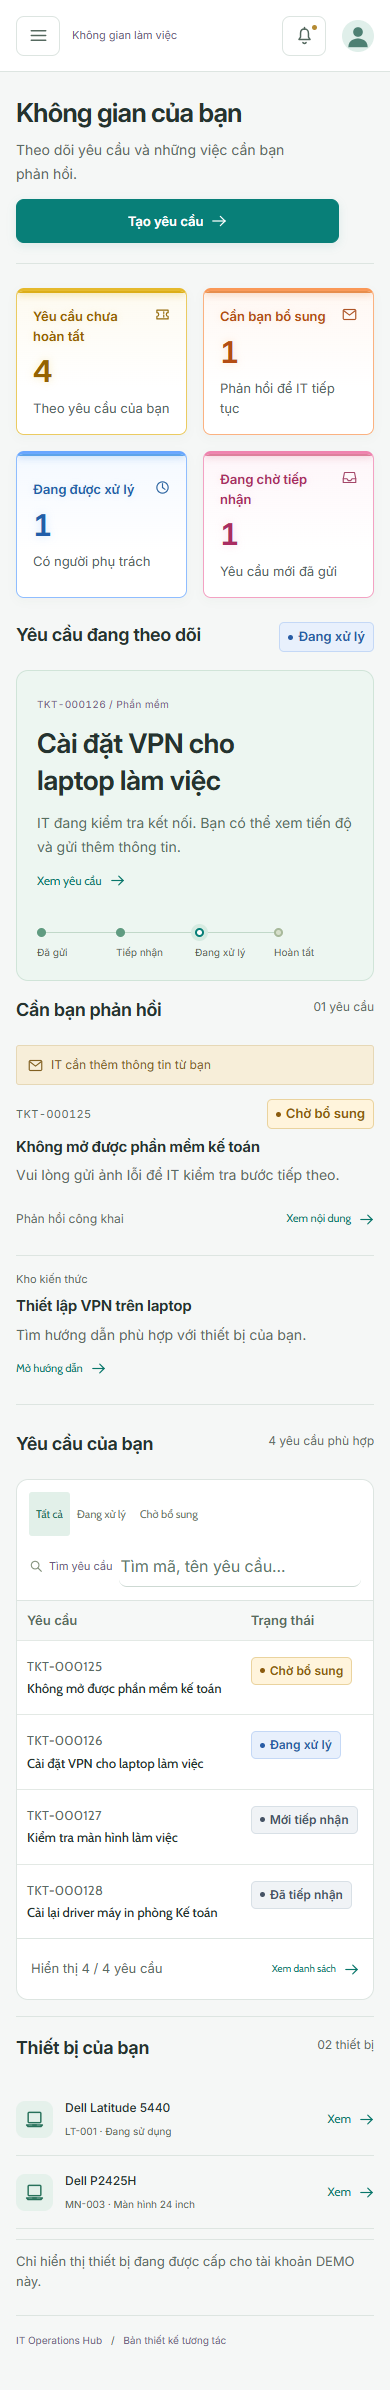 Không gian làm việc
Không gian của bạn
Theo dõi yêu cầu và những việc cần bạn
phản hồi.
Tạo yêu cầu
Yêu cầu chưa
hoàn tất
4
Theo yêu cầu của bạn
Cần bạn bổ sung
1
Phản hồi để IT tiếp
tục
Đang được xử lý
1
Có người phụ trách
Đang chờ tiếp
nhận
1
Yêu cầu mới đã gửi
Yêu cầu đang theo dõi
Đang xử lý
TKT-000126 / Phần mềm
Cài đặt VPN cho
laptop làm việc
IT đang kiểm tra kết nối. Bạn có thể xem tiến độ
và gửi thêm thông tin.
Xem yêu cầu
Đã gửi
Tiếp nhận
Đang xử lý
Hoàn tất
Cần bạn phản hồi
01 yêu cầu
IT cần thêm thông tin từ bạn
TKT-000125
Chờ bổ sung
Không mở được phần mềm kế toán
Vui lòng gửi ảnh lỗi để IT kiểm tra bước tiếp theo.
Phản hồi công khai
Xem nội dung
Kho kiến thức
Thiết lập VPN trên laptop
Tìm hướng dẫn phù hợp với thiết bị của bạn.
Mở hướng dẫn
Yêu cầu của bạn
4 yêu cầu phù hợp
Tất cả
Đang xử lý
Chờ bổ sung
Tìm yêu cầu
Tìm mã, tên yêu cầu...
Yêu cầu
Trạng thái
TKT-000125
Không mở được phần mềm kế toán
Chờ bổ sung
TKT-000126
Cài đặt VPN cho laptop làm việc
Đang xử lý
TKT-000127
Kiểm tra màn hình làm việc
Mới tiếp nhận
TKT-000128
Cài lại driver máy in phòng Kế toán
Đã tiếp nhận
Hiển thị 4 / 4 yêu cầu
Xem danh sách
Thiết bị của bạn
02 thiết bị
Dell Latitude 5440
LT-001 · Đang sử dụng
Xem
Dell P2425H
MN-003 · Màn hình 24 inch
Xem
Chỉ hiển thị thiết bị đang được cấp cho tài khoản DEMO
này.
IT Operations Hub / Bản thiết kế tương tác